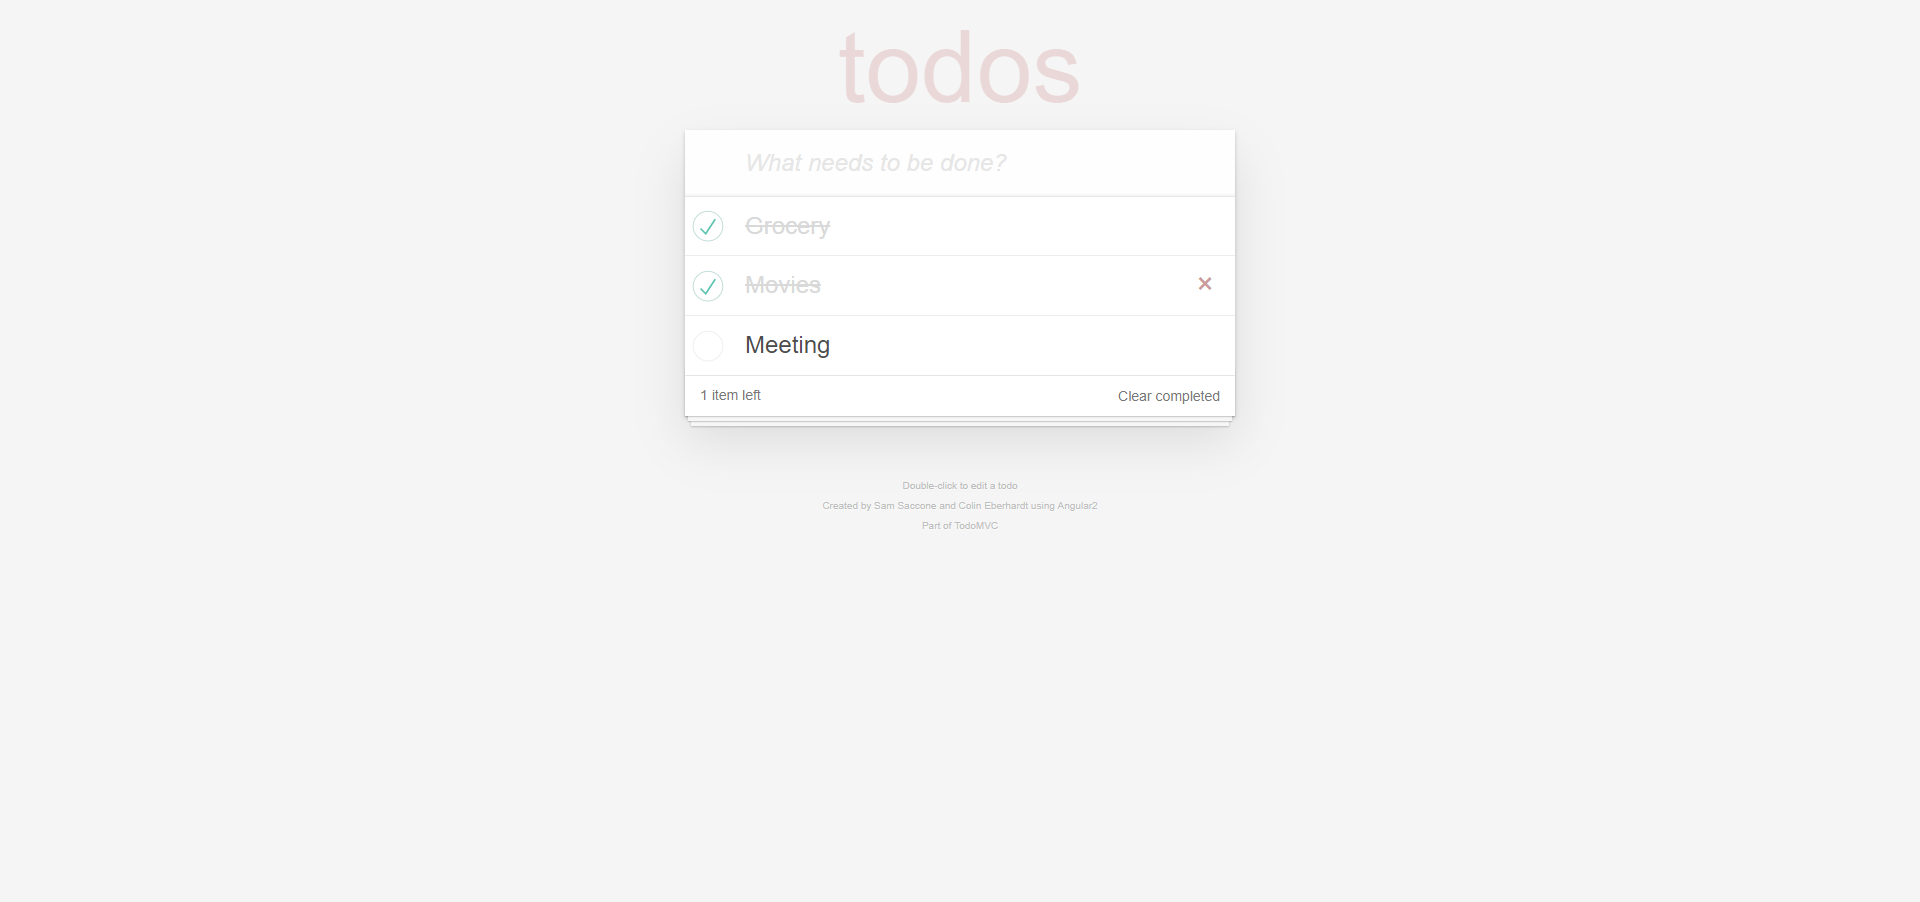 todos
What needs to be done?
Grocery
Movies ×
Meeting
1 item left Clear completed
Double-click to edit a todo
Created by Sam Saccone and Colin Eberhardt using Angular2
Part of TodoMVC